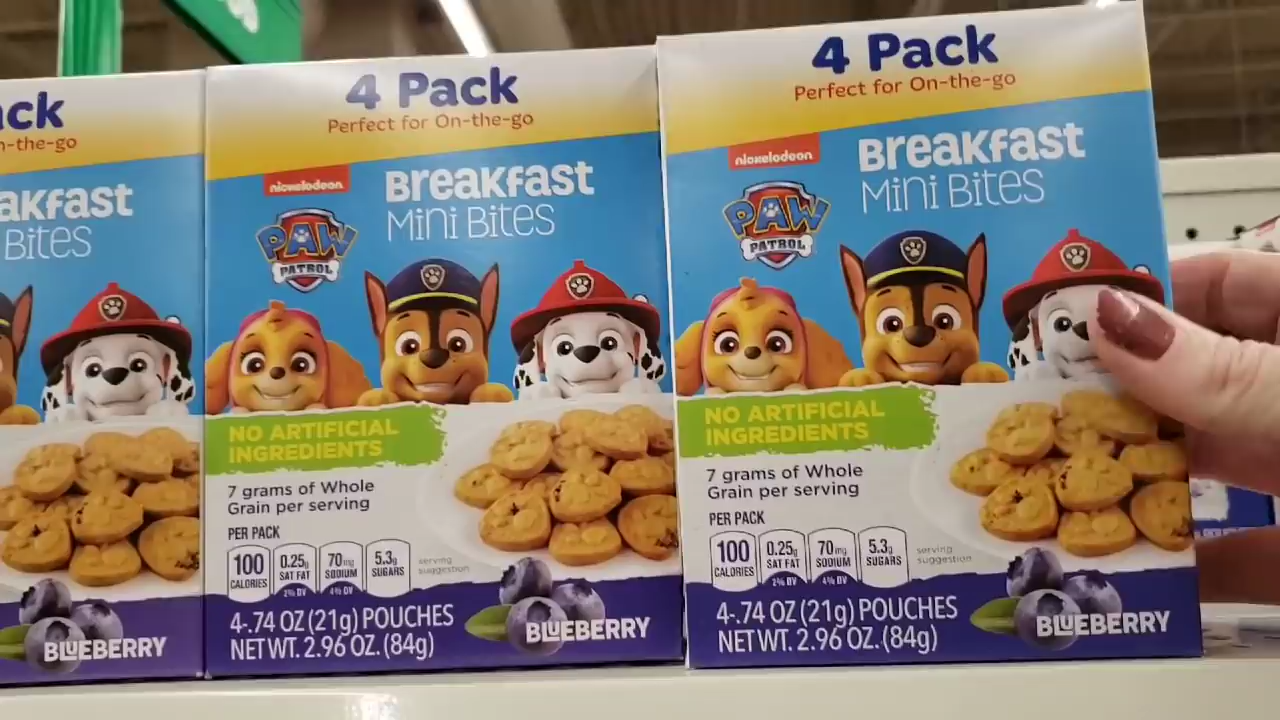 ack
n-the-go
akfast
Bites
BLUEBERRY
4 Pack
Perfect for On-the-go
nickelodeon
Breakfast
Mini Bites
PAW
PATROL
NO ARTIFICIAL
INGREDIENTS
7 grams of Whole
Grain per serving
PER PACK
100 CALORIES
0.25g SAT FAT 2% DV
70mg SODIUM 4% DV
5.3g SUGARS
serving
suggestion
4-.74 OZ (21g) POUCHES
NET WT. 2.96 OZ. (84g)
BLUEBERRY
4 Pack
Perfect for On-the-go
nickelodeon
Breakfast
Mini Bites
PAW
PATROL
NO ARTIFICIAL
INGREDIENTS
7 grams of Whole
Grain per serving
PER PACK
100 CALORIES
0.25g SAT FAT 2% DV
70mg SODIUM 4% DV
5.3g SUGARS
serving
suggestion
4-.74 OZ (21g) POUCHES
NET WT. 2.96 OZ. (84g)
BLUEBERRY